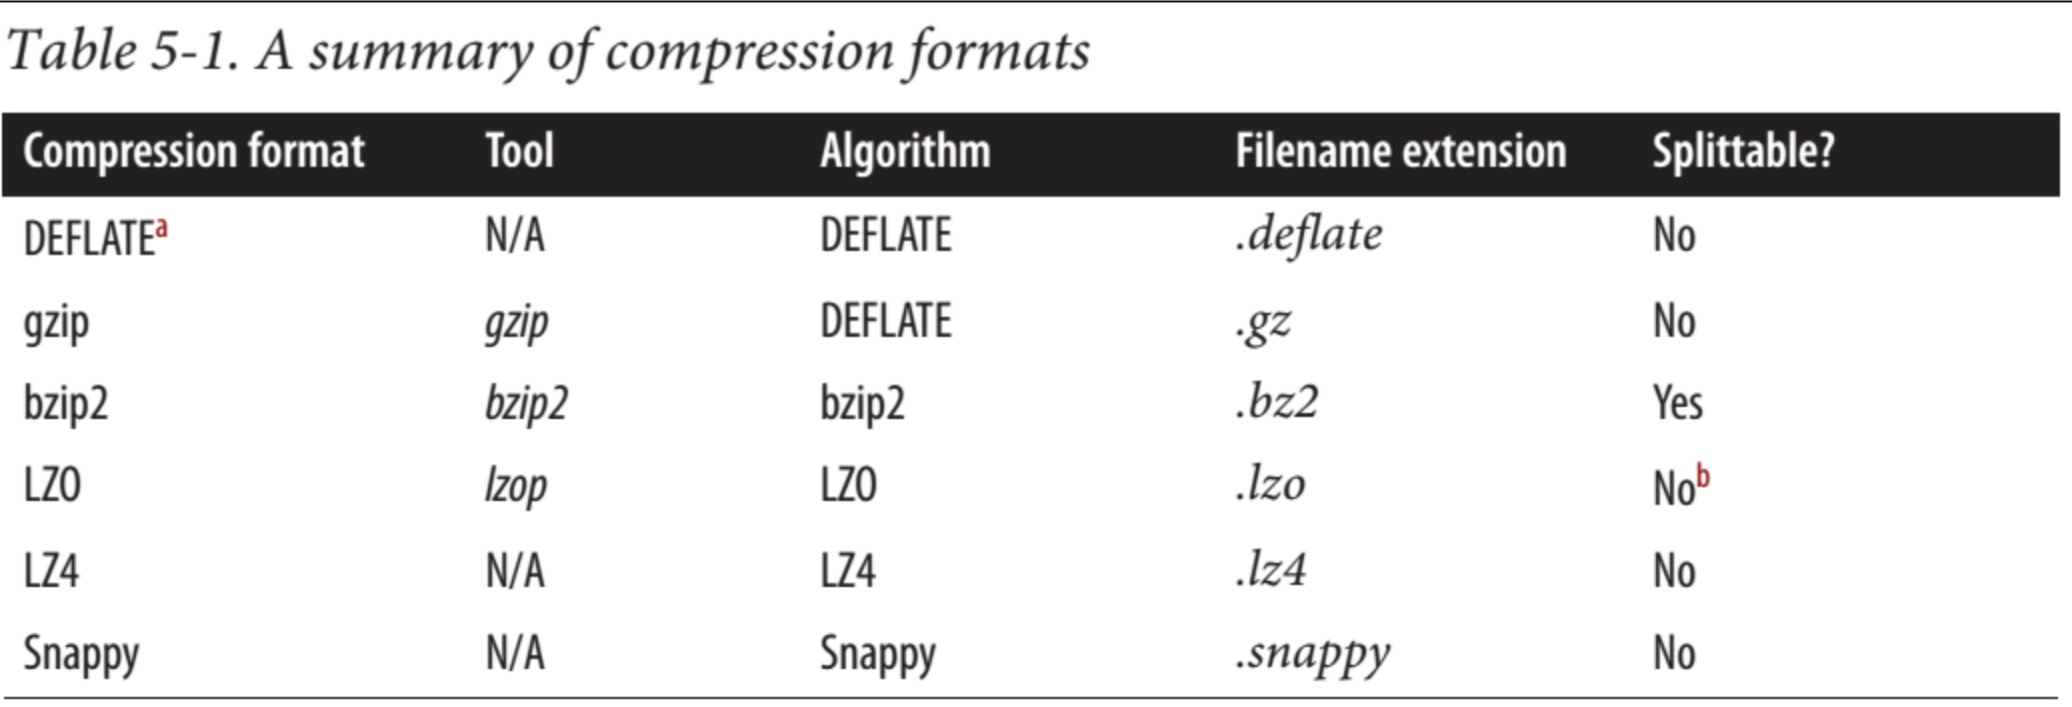 Table 5-1. A summary of compression formats
Compression format Tool Algorithm Filename extension Splittable?
DEFLATEa N/A DEFLATE .deflate No
gzip gzip DEFLATE .gz No
bzip2 bzip2 bzip2 .bz2 Yes
LZO lzop LZO .lzo Nob
LZ4 N/A LZ4 .lz4 No
Snappy N/A Snappy .snappy No